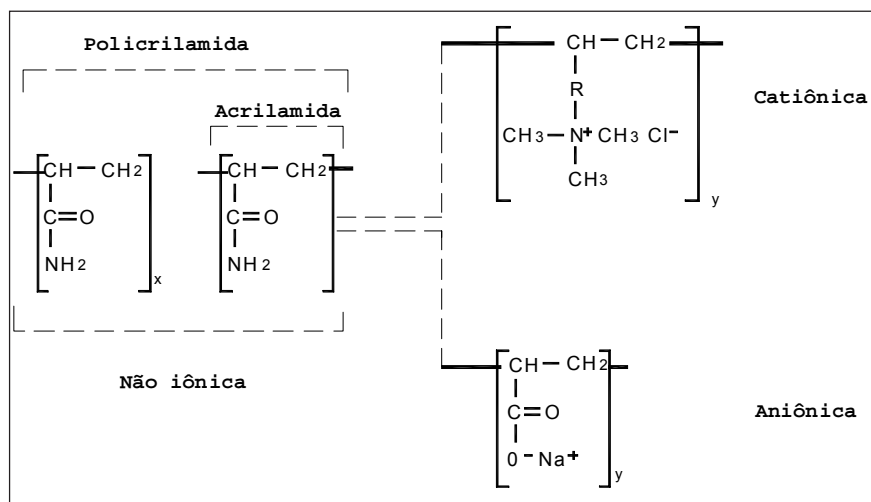 Policrilamida
Acrilamida
CH CH2
C=O
NH2
x
CH CH2
C=O
NH2
Não iônica
CH CH2
R
CH3 N+ CH3 Cl-
CH3
y
Catiônica
CH CH2
C=O
0- Na+
y
Aniônica